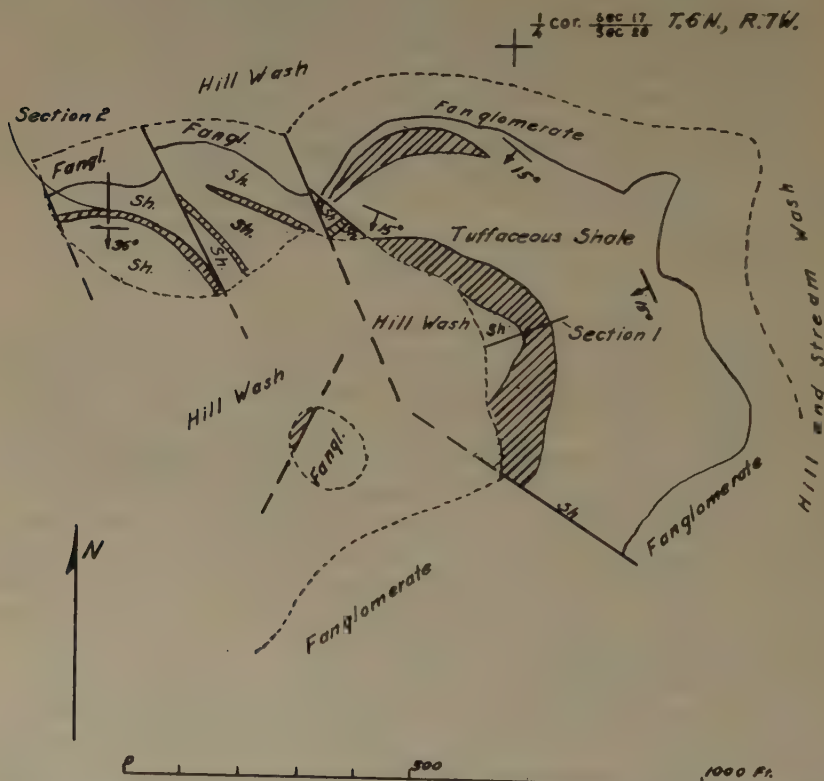 1/4 cor. Sec 17/Sec 20 T.6N., R.7W.
Hill Wash
Section 2
Fangl.
Fangl.
Fanglomerate
15°
Sh.
Sh.
Sh.
15°
Tuffaceous Shale
36°
Sh.
Sh.
Sh
Hill Wash
Sh
Section 1
15°
Hill and Stream Wash
Hill Wash
Fangl.
Sh
Fanglomerate
Fanglomerate
N
0 500 1000 Ft.